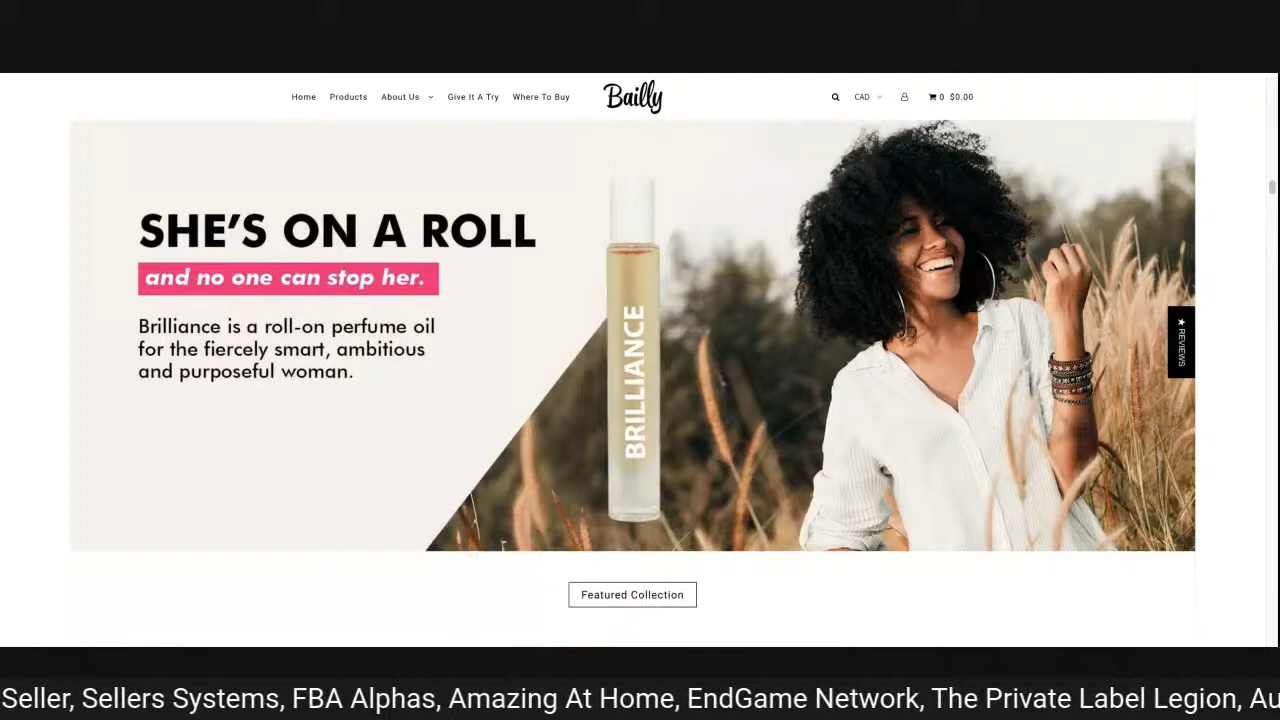 Home Products About Us Give It A Try Where To Buy Bailly CAD 0 $0.00
SHE'S ON A ROLL
and no one can stop her.
Brilliance is a roll-on perfume oil
for the fiercely smart, ambitious
and purposeful woman.
BRILLIANCE
★ REVIEWS
Featured Collection
Seller, Sellers Systems, FBA Alphas, Amazing At Home, EndGame Network, The Private Label Legion, Au